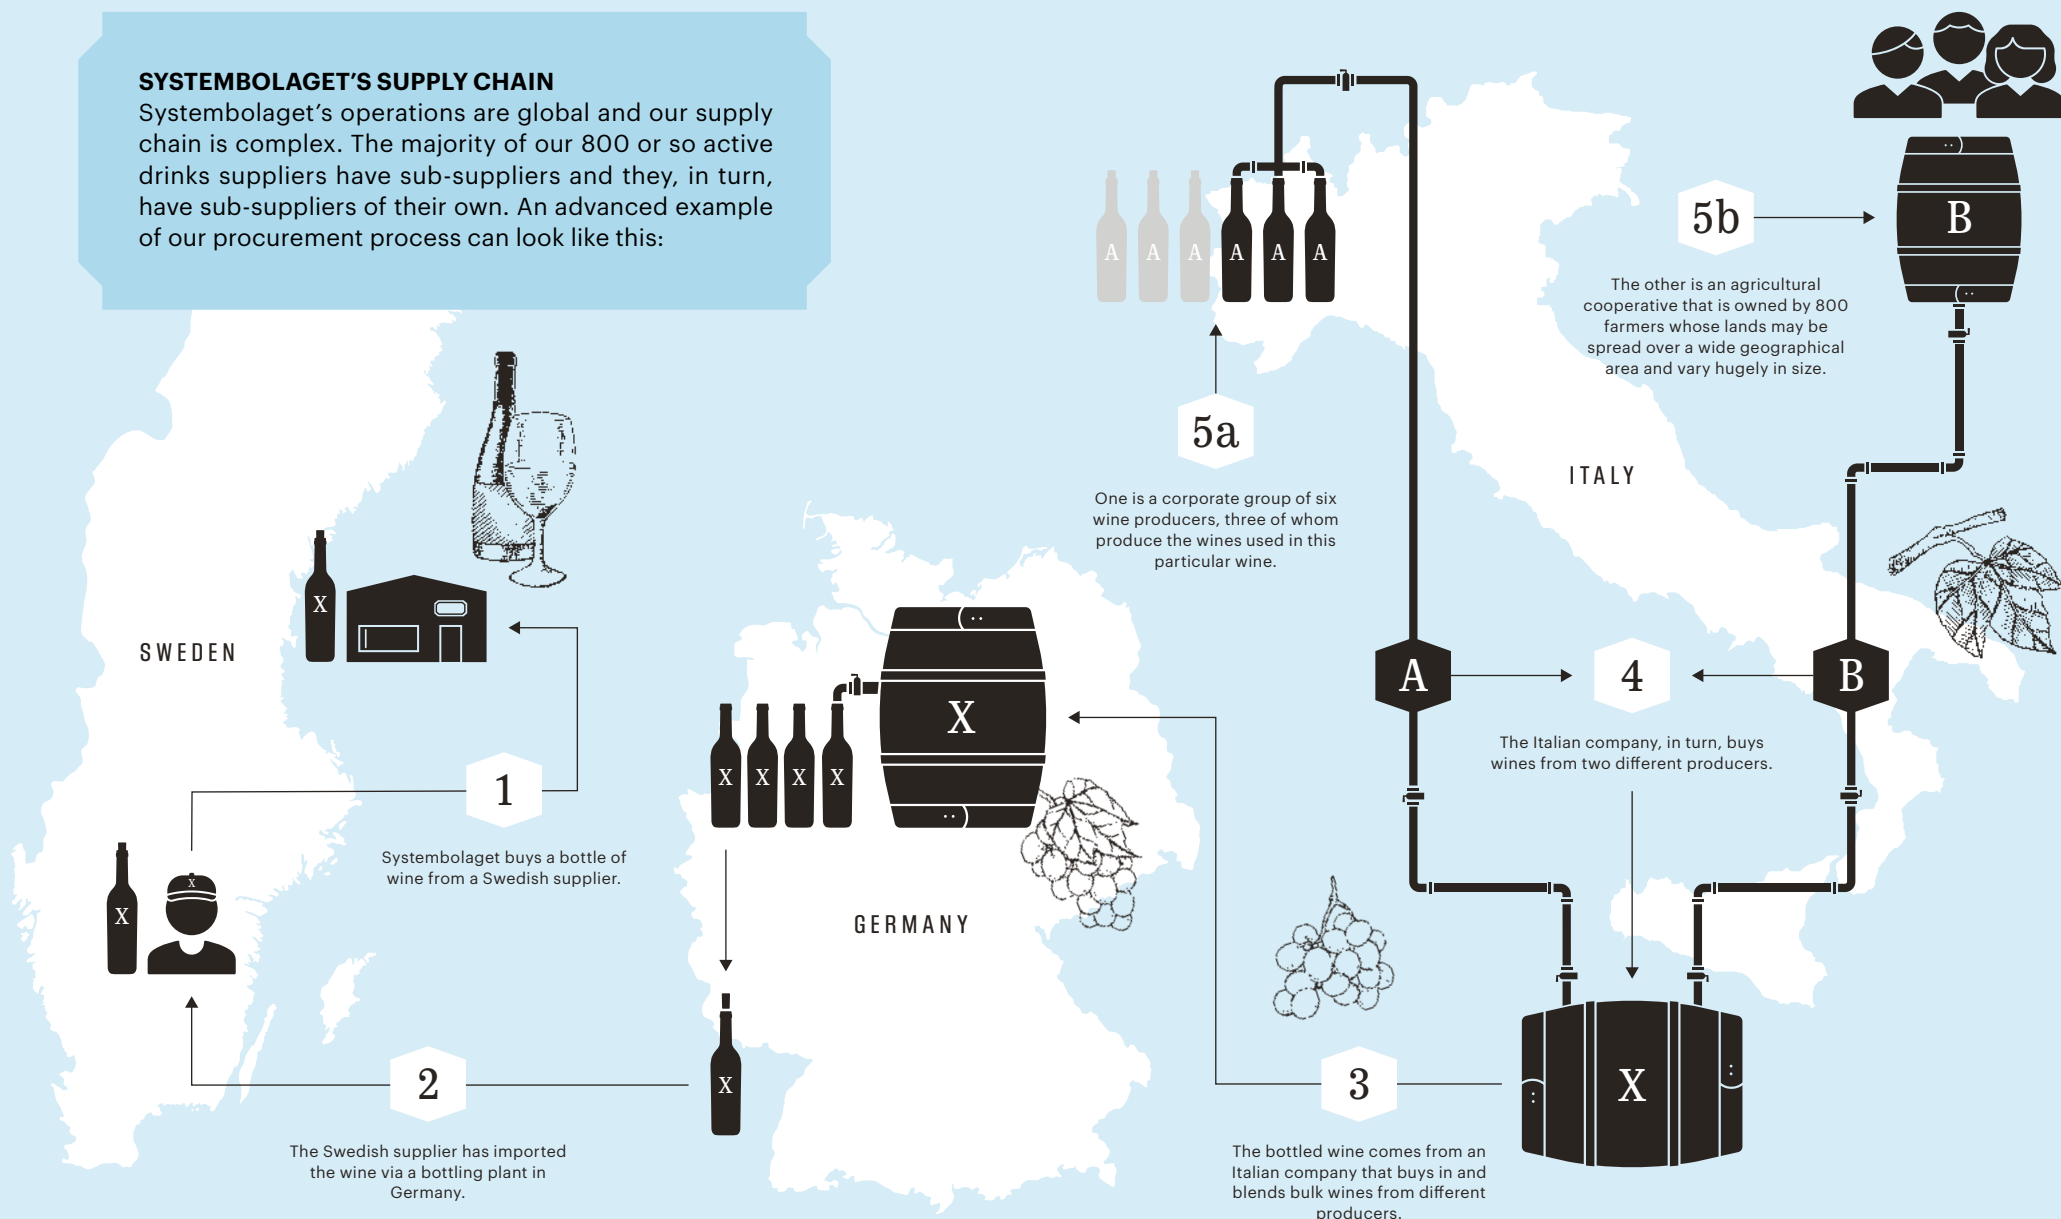 SYSTEMBOLAGET'S SUPPLY CHAIN
Systembolaget's operations are global and our supply
chain is complex. The majority of our 800 or so active
drinks suppliers have sub-suppliers and they, in turn,
have sub-suppliers of their own. An advanced example
of our procurement process can look like this:
SWEDEN
X
1
Systembolaget buys a bottle of
wine from a Swedish supplier.
X
X
2
The Swedish supplier has imported
the wine via a bottling plant in
Germany.
X
X
X
X
X
GERMANY
X
3
The bottled wine comes from an
Italian company that buys in and
blends bulk wines from different
producers.
X
ITALY
A
4
B
The Italian company, in turn, buys
wines from two different producers.
A
A
A
A
A
A
5a
One is a corporate group of six
wine producers, three of whom
produce the wines used in this
particular wine.
5b
B
The other is an agricultural
cooperative that is owned by 800
farmers whose lands may be
spread over a wide geographical
area and vary hugely in size.